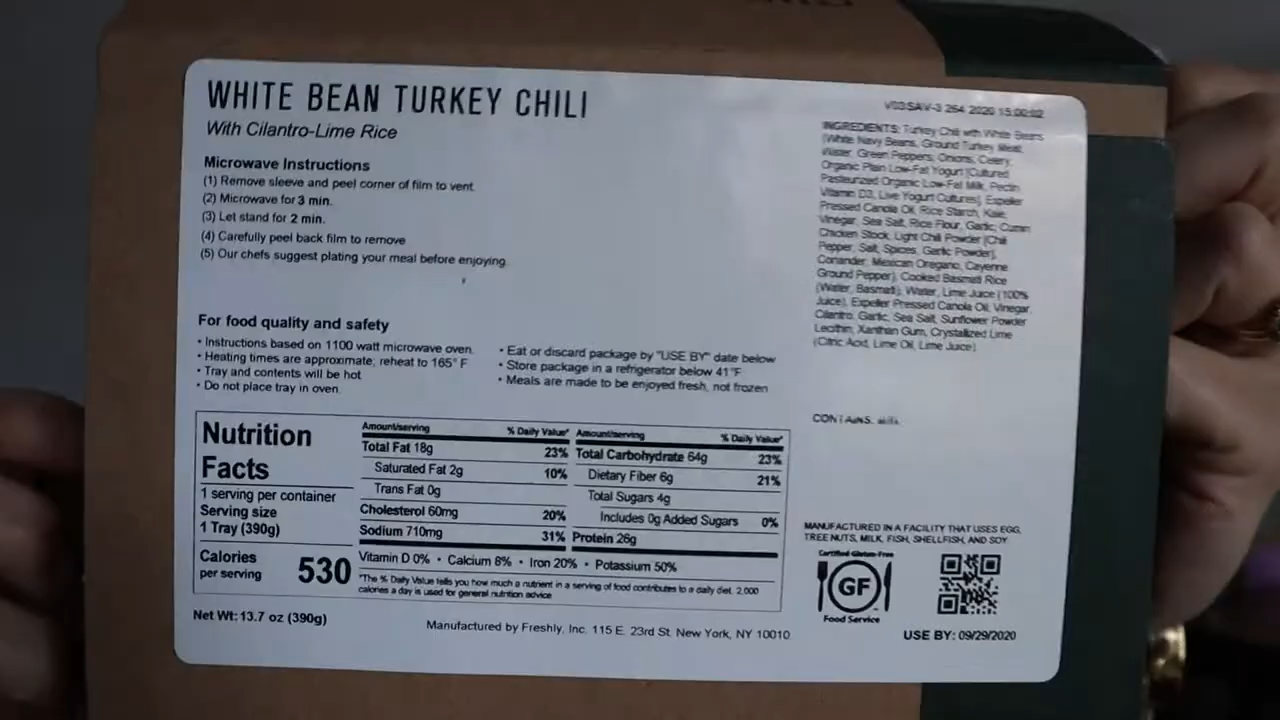 WHITE BEAN TURKEY CHILI
With Cilantro-Lime Rice
Microwave Instructions
(1) Remove sleeve and peel corner of film to vent.
(2) Microwave for 3 min.
(3) Let stand for 2 min.
(4) Carefully peel back film to remove
(5) Our chefs suggest plating your meal before enjoying.
For food quality and safety
• Instructions based on 1100 watt microwave oven.
• Heating times are approximate; reheat to 165° F
• Tray and contents will be hot
• Do not place tray in oven.
• Eat or discard package by "USE BY" date below
• Store package in a refrigerator below 41°F
• Meals are made to be enjoyed fresh, not frozen
Nutrition
Facts
1 serving per container
Serving size
1 Tray (390g)
Calories
per serving
530
Amount/serving % Daily Value*
Total Fat 18g 23%
Saturated Fat 2g 10%
Trans Fat 0g
Cholesterol 60mg 20%
Sodium 710mg 31%
Amount/serving % Daily Value*
Total Carbohydrate 64g 23%
Dietary Fiber 6g 21%
Total Sugars 4g
Includes 0g Added Sugars 0%
Protein 26g
Vitamin D 0% • Calcium 8% • Iron 20% • Potassium 50%
*The % Daily Value tells you how much a nutrient in a serving of food contributes to a daily diet. 2,000
calories a day is used for general nutrition advice
Net Wt: 13.7 oz (390g)
Manufactured by Freshly, Inc. 115 E. 23rd St. New York, NY 10010
V03SAV-3 254 2020 15:00:02
INGREDIENTS: Turkey Chili with White Beans
(White Navy Beans, Ground Turkey Meat,
Water, Green Peppers, Onions, Celery,
Organic Plain Low-Fat Yogurt [Cultured
Pasteurized Organic Low-Fat Milk, Pectin
Vitamin D3, Live Yogurt Cultures], Expeller
Pressed Canola Oil, Rice Starch, Kale,
Vinegar, Sea Salt, Rice Flour, Garlic, Cumin
Chicken Stock, Light Chili Powder [Chili
Pepper, Salt, Spices, Garlic Powder],
Coriander, Mexican Oregano, Cayenne
Ground Pepper), Cooked Basmati Rice
(Water, Basmati), Water, Lime Juice (100%
Juice), Expeller Pressed Canola Oil, Vinegar,
Cilantro, Garlic, Sea Salt, Sunflower Powder
Lecithin, Xanthan Gum, Crystallized Lime
(Citric Acid, Lime Oil, Lime Juice)
CONTAINS: milk
MANUFACTURED IN A FACILITY THAT USES EGG,
TREE NUTS, MILK, FISH, SHELLFISH, AND SOY.
Certified Gluten-Free
GF
Food Service
USE BY: 09/29/2020